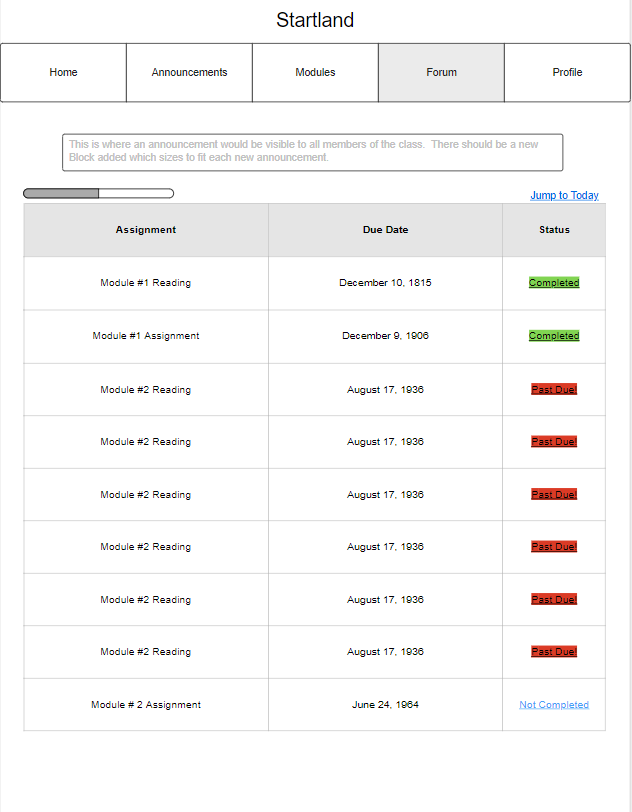 Startland
Home Announcements Modules Forum Profile
This is where an announcement would be visible to all members of the class. There should be a new
Block added which sizes to fit each new announcement.
Jump to Today
Assignment Due Date Status
Module #1 Reading December 10, 1815 Completed
Module #1 Assignment December 9, 1906 Completed
Module #2 Reading August 17, 1936 Past Due!
Module #2 Reading August 17, 1936 Past Due!
Module #2 Reading August 17, 1936 Past Due!
Module #2 Reading August 17, 1936 Past Due!
Module #2 Reading August 17, 1936 Past Due!
Module #2 Reading August 17, 1936 Past Due!
Module # 2 Assignment June 24, 1964 Not Completed